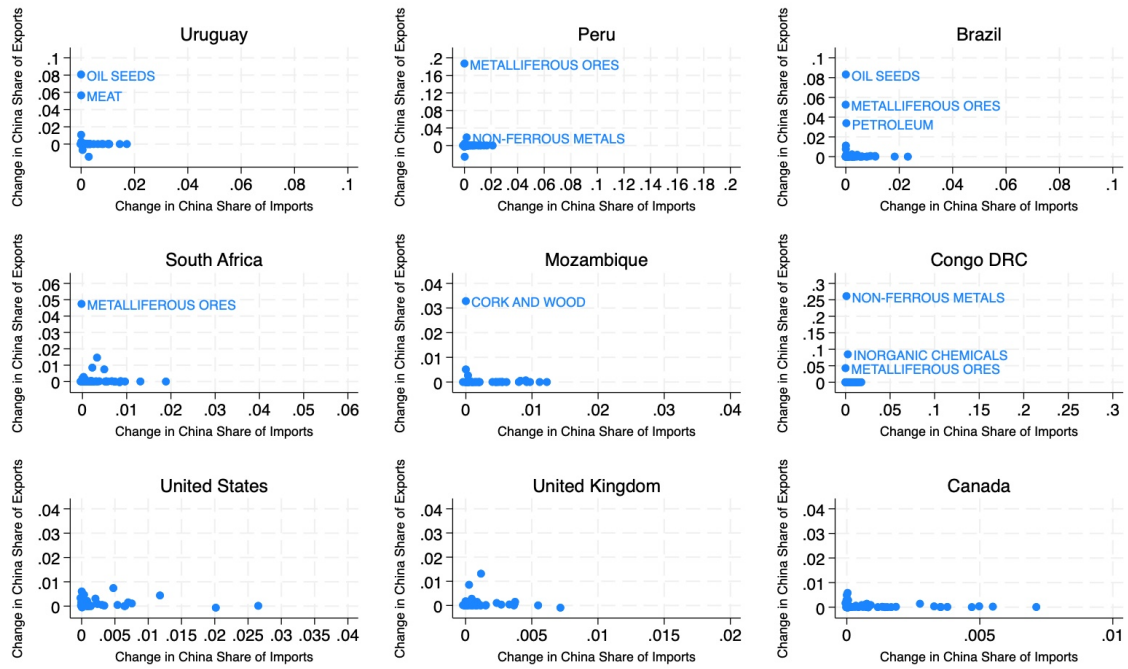 Uruguay
Change in China Share of Exports
.1
.08
.06
.04
.02
0
OIL SEEDS
MEAT
0 .02 .04 .06 .08 .1
Change in China Share of Imports
Peru
Change in China Share of Exports
.2
.16
.12
.08
.04
0
METALLIFEROUS ORES
NON-FERROUS METALS
0 .02 .04 .06 .08 .1 .12 .14 .16 .18 .2
Change in China Share of Imports
Brazil
Change in China Share of Exports
.1
.08
.06
.04
.02
0
OIL SEEDS
METALLIFEROUS ORES
PETROLEUM
0 .02 .04 .06 .08 .1
Change in China Share of Imports
South Africa
Change in China Share of Exports
.06
.05
.04
.03
.02
.01
0
METALLIFEROUS ORES
0 .01 .02 .03 .04 .05 .06
Change in China Share of Imports
Mozambique
Change in China Share of Exports
.04
.03
.02
.01
0
CORK AND WOOD
0 .01 .02 .03 .04
Change in China Share of Imports
Congo DRC
Change in China Share of Exports
.3
.25
.2
.15
.1
.05
0
NON-FERROUS METALS
INORGANIC CHEMICALS
METALLIFEROUS ORES
0 .05 .1 .15 .2 .25 .3
Change in China Share of Imports
United States
Change in China Share of Exports
.04
.03
.02
.01
0
0 .005 .01 .015 .02 .025 .03 .035 .04
Change in China Share of Imports
United Kingdom
Change in China Share of Exports
.04
.03
.02
.01
0
0 .005 .01 .015 .02
Change in China Share of Imports
Canada
Change in China Share of Exports
.04
.03
.02
.01
0
0 .005 .01
Change in China Share of Imports